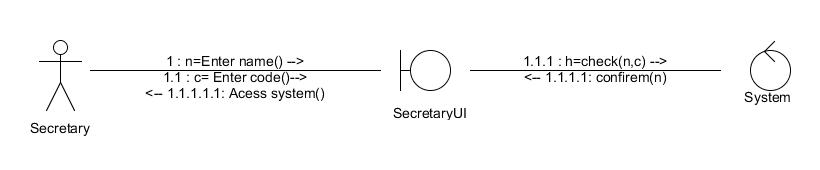 1 : n=Enter name() -->
1.1 : c= Enter code()-->
<-- 1.1.1.1.1: Acess system()
1.1.1 : h=check(n,c) -->
<-- 1.1.1.1: confirem(n)
Secretary
SecretaryUI
System